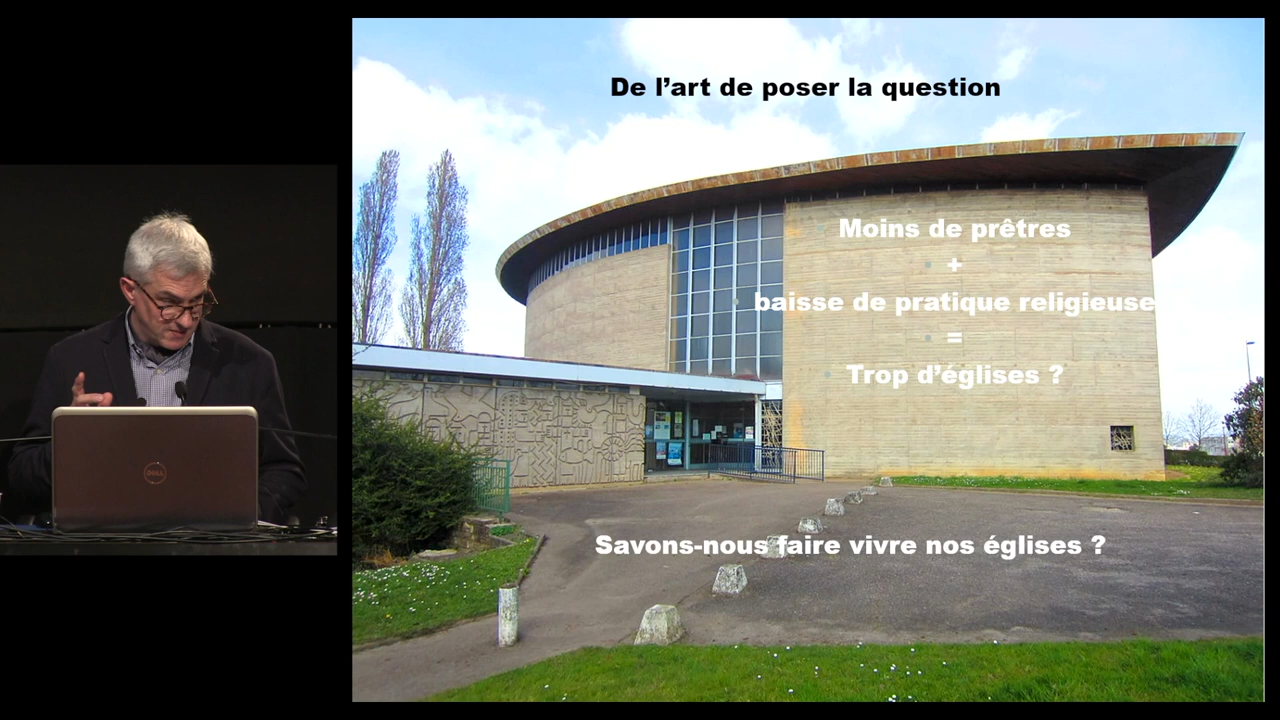 De l’art de poser la question
Moins de prêtres
+
baisse de pratique religieuse
=
Trop d’églises ?
Savons-nous faire vivre nos églises ?
DELL